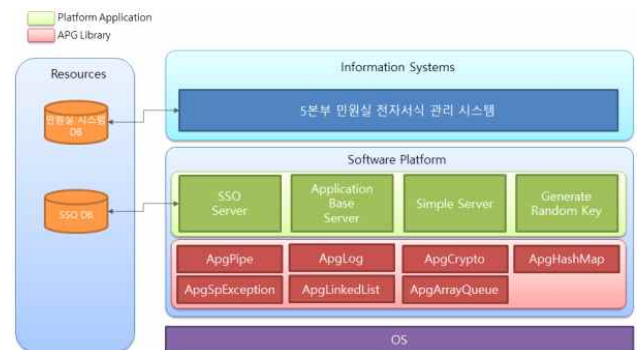 Platform Application
APG Library
Resources
민원실 시스템
DB
SSO DB
Information Systems
5본부 민원실 전자서식 관리 시스템
Software Platform
SSO
Server
Application
Base
Server
Simple Server
Generate
Random Key
ApgPipe
ApgLog
ApgCrypto
ApgHashMap
ApgSpException
ApgLinkedList
ApgArrayQueue
OS